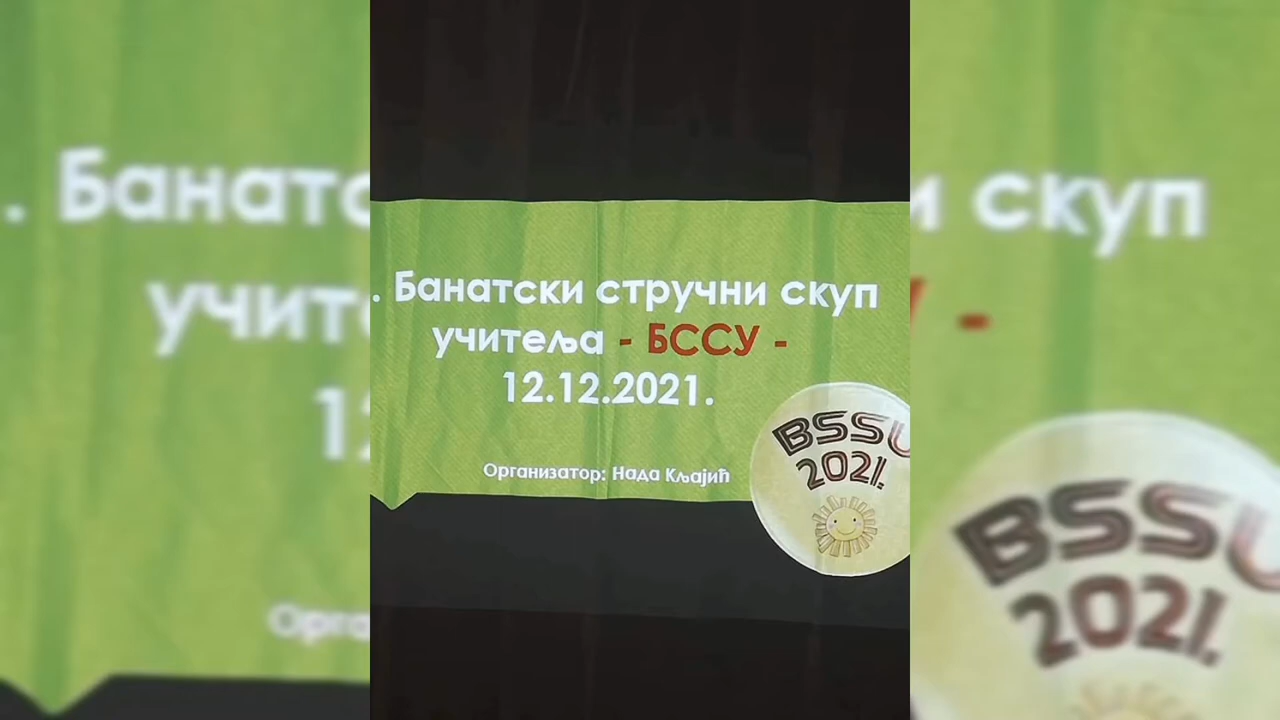 . Банатски стручни скуп
учитеља - БССУ -
12.12.2021.
Организатор: Нада Кљајић
BSSU
2021.